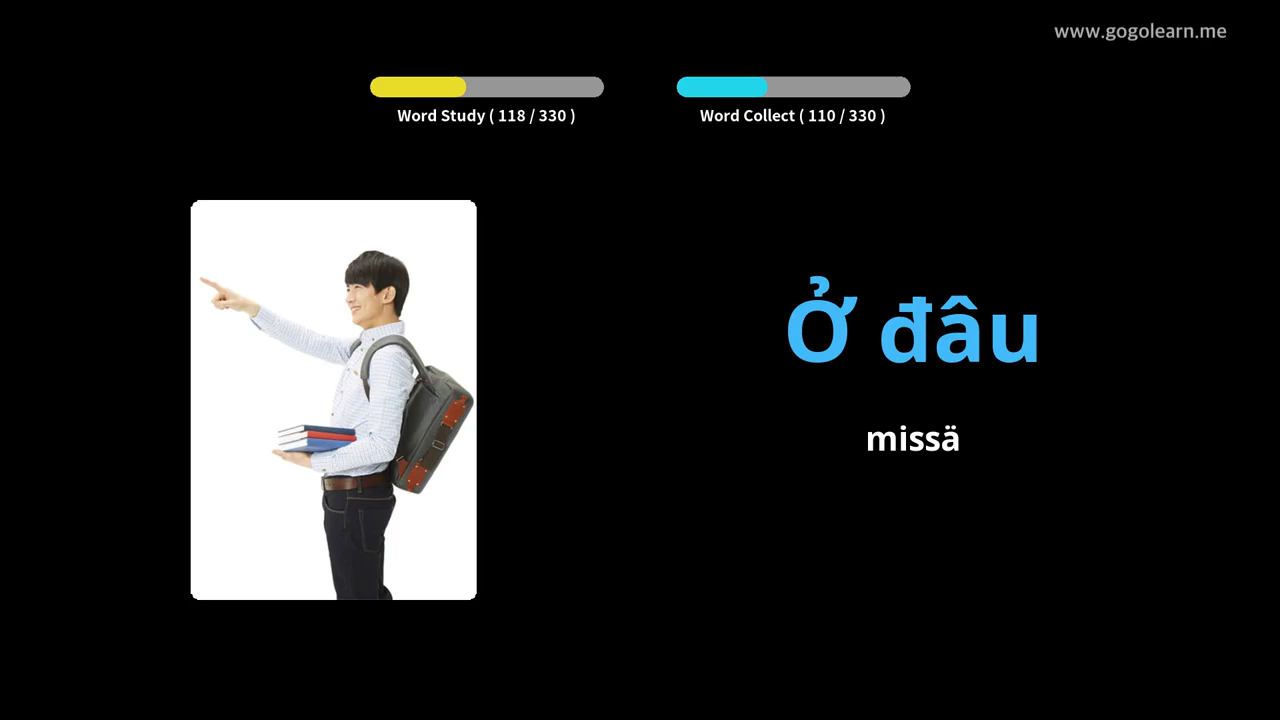 www.gogolearn.me
Word Study ( 118 / 330 )
Word Collect ( 110 / 330 )
Ở đâu
missä